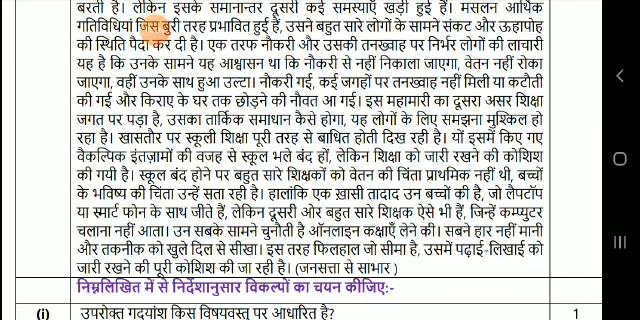 बरती है। लेकिन इसके समानान्तर दूसरी कई समस्याएँ खड़ी हुई हैं। मसलन आर्थिक
गतिविधियां जिस बुरी तरह प्रभावित हुई हैं, उसने बहुत सारे लोगों के सामने संकट और ऊहापोह
की स्थिति पैदा कर दी है। एक तरफ नौकरी और उसकी तनख्वाह पर निर्भर लोगों की लाचारी
यह है कि उनके सामने यह आश्वासन था कि नौकरी से नहीं निकाला जाएगा, वेतन नहीं रोका
जाएगा, वहीं उनके साथ हुआ उल्टा। नौकरी गई, कई जगहों पर तनख्वाह नहीं मिली या कटौती
की गई और किराए के घर तक छोड़ने की नौबत आ गई। इस महामारी का दूसरा असर शिक्षा
जगत पर पड़ा है, उसका तार्किक समाधान कैसे होगा, यह लोगों के लिए समझना मुश्किल हो
रहा है। खासतौर पर स्कूली शिक्षा पूरी तरह से बाधित होती दिख रही है। यों इसमें किए गए
वैकल्पिक इंतज़ामों की वजह से स्कूल भले बंद हों, लेकिन शिक्षा को जारी रखने की कोशिश
की गयी है। स्कूल बंद होने पर बहुत सारे शिक्षकों को वेतन की चिंता प्राथमिक नहीं थी, बच्चों
के भविष्य की चिंता उन्हें सता रही है। हालांकि एक ख़ासी तादाद उन बच्चों की है, जो लैपटॉप
या स्मार्ट फोन के साथ जीते हैं, लेकिन दूसरी ओर बहुत सारे शिक्षक ऐसे भी हैं, जिन्हें कम्प्युटर
चलाना नहीं आता। उन सबके सामने चुनौती है ऑनलाइन कक्षाएँ लेने की। सबने हार नहीं मानी
और तकनीक को खुले दिल से सीखा। इस तरह फिलहाल जो सीमा है, उसमें पढ़ाई-लिखाई को
जारी रखने की पूरी कोशिश की जा रही है। (जनसत्ता से साभार )
निम्नलिखित में से निर्देशानुसार विकल्पों का चयन कीजिए:-
(i) उपरोक्त गद्यांश किस विषयवस्तु पर आधारित है? 1